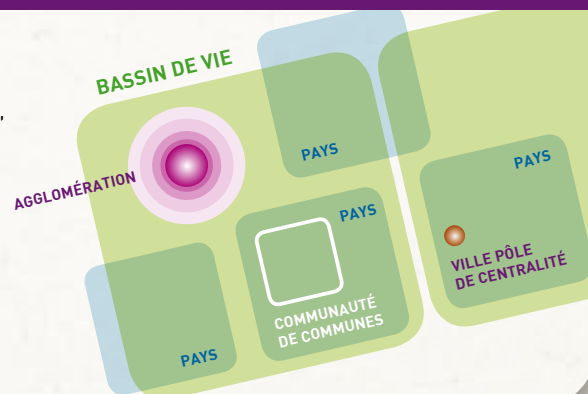 BASSIN DE VIE
PAYS
PAYS
AGGLOMÉRATION
PAYS
VILLE PÔLE
DE CENTRALITÉ
COMMUNAUTÉ
DE COMMUNES
PAYS